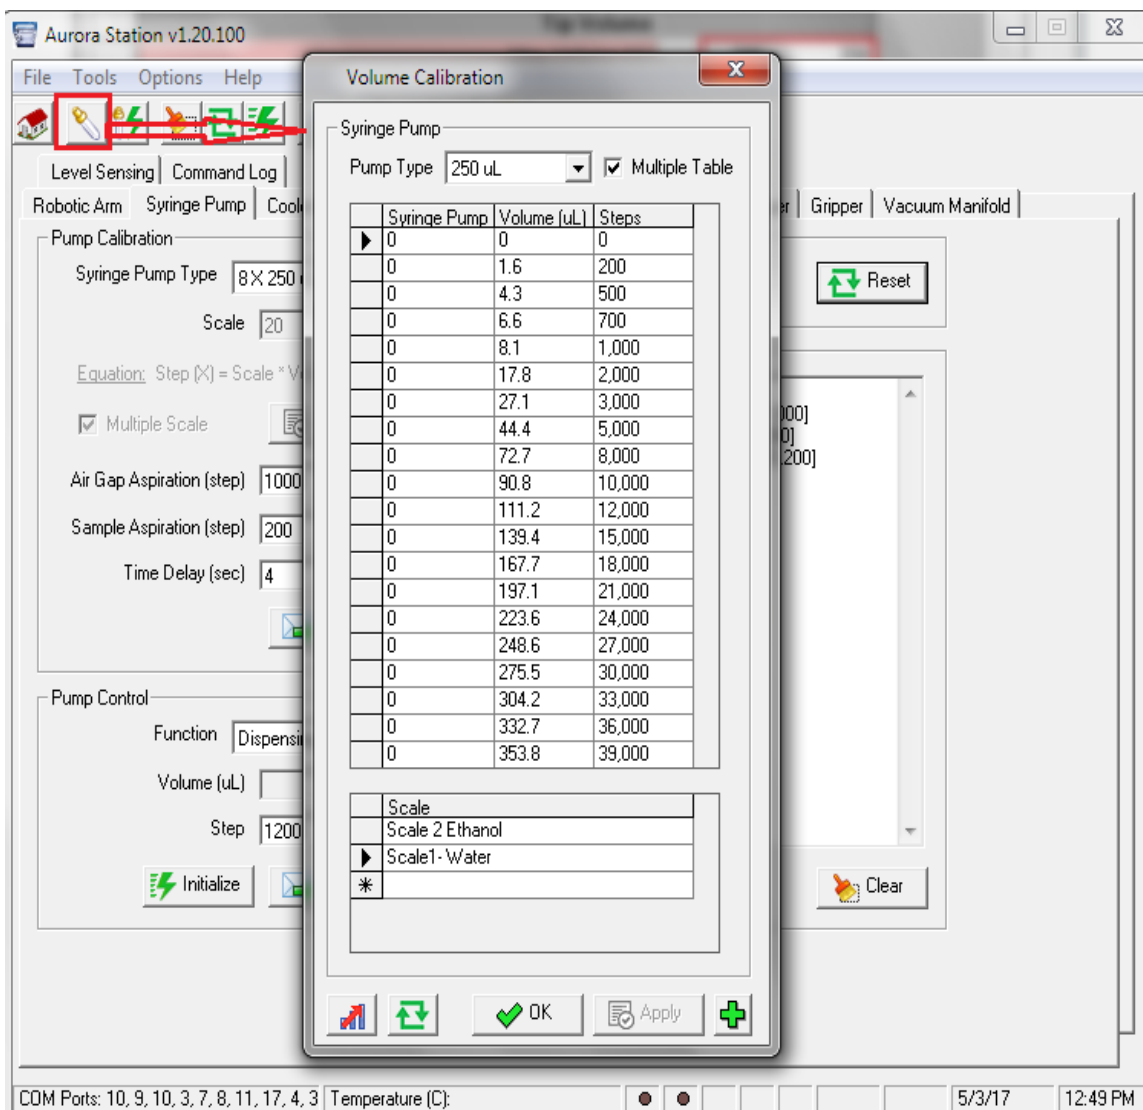 Tip Volume
Aurora Station v1.20.100
File Tools Options Help
Level Sensing Command Log
Robotic Arm Syringe Pump Gripper Vacuum Manifold
Pump Calibration
Syringe Pump Type 8 X 250
Scale 20
Equation: Step (X) = Scale *
Multiple Scale
Air Gap Aspiration (step) 1000
Sample Aspiration (step) 200
Time Delay (sec) 4
Pump Control
Function
Volume (uL)
Step 1200
Initialize
Volume Calibration
Syringe Pump
Pump Type 250 uL Multiple Table
Syringe Pump Volume (uL) Steps
0 0 0
0 1.6 200
0 4.3 500
0 6.6 700
0 8.1 1,000
0 17.8 2,000
0 27.1 3,000
0 44.4 5,000
0 72.7 8,000
0 90.8 10,000
0 111.2 12,000
0 139.4 15,000
0 167.7 18,000
0 197.1 21,000
0 223.6 24,000
0 248.6 27,000
0 275.5 30,000
0 304.2 33,000
0 332.7 36,000
0 353.8 39,000
Scale
Scale 2 Ethanol
Scale1- Water
OK Apply
Reset
Clear
COM Ports: 10, 9, 10, 3, 7, 8, 11, 17, 4, 3 Temperature (C): 5/3/17 12:49 PM